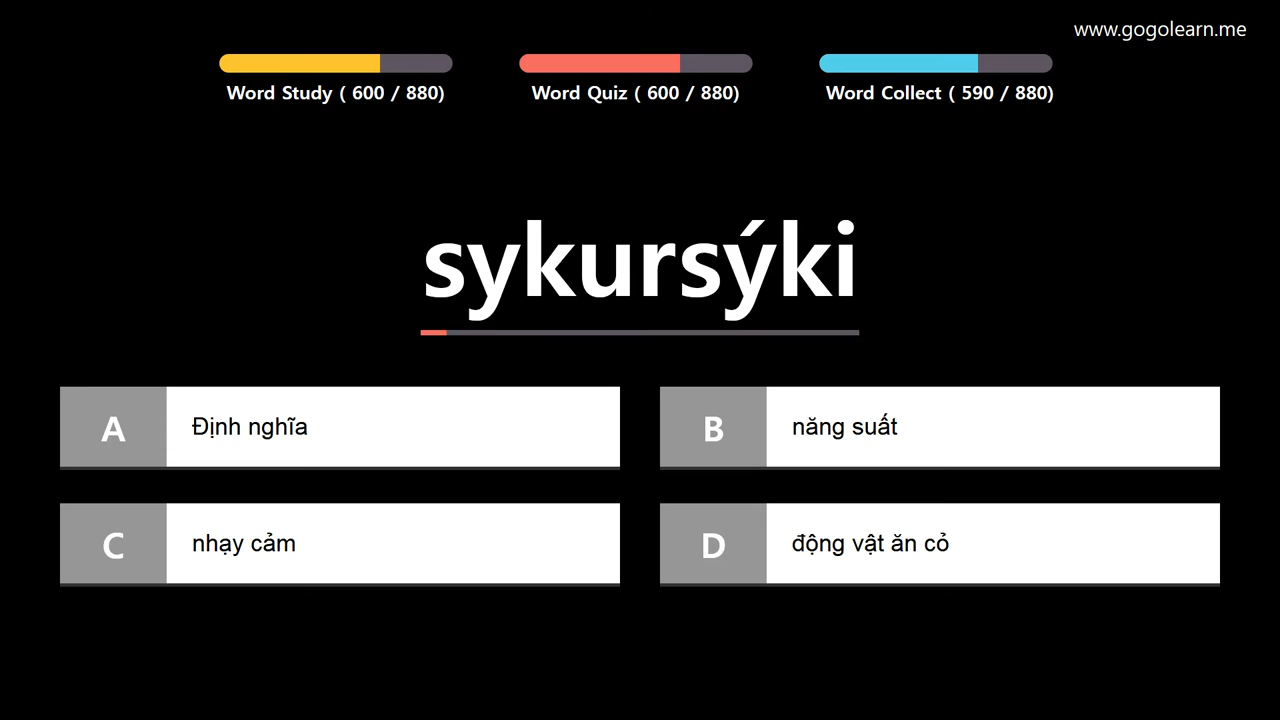 www.gogolearn.me
Word Study ( 600 / 880)
Word Quiz ( 600 / 880)
Word Collect ( 590 / 880)
sykursýki
A Định nghĩa
B năng suất
C nhạy cảm
D động vật ăn cỏ